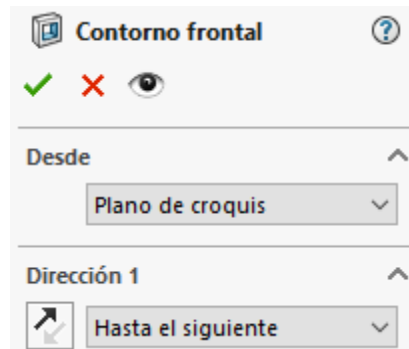 Contorno frontal
Desde
Plano de croquis
Dirección 1
Hasta el siguiente